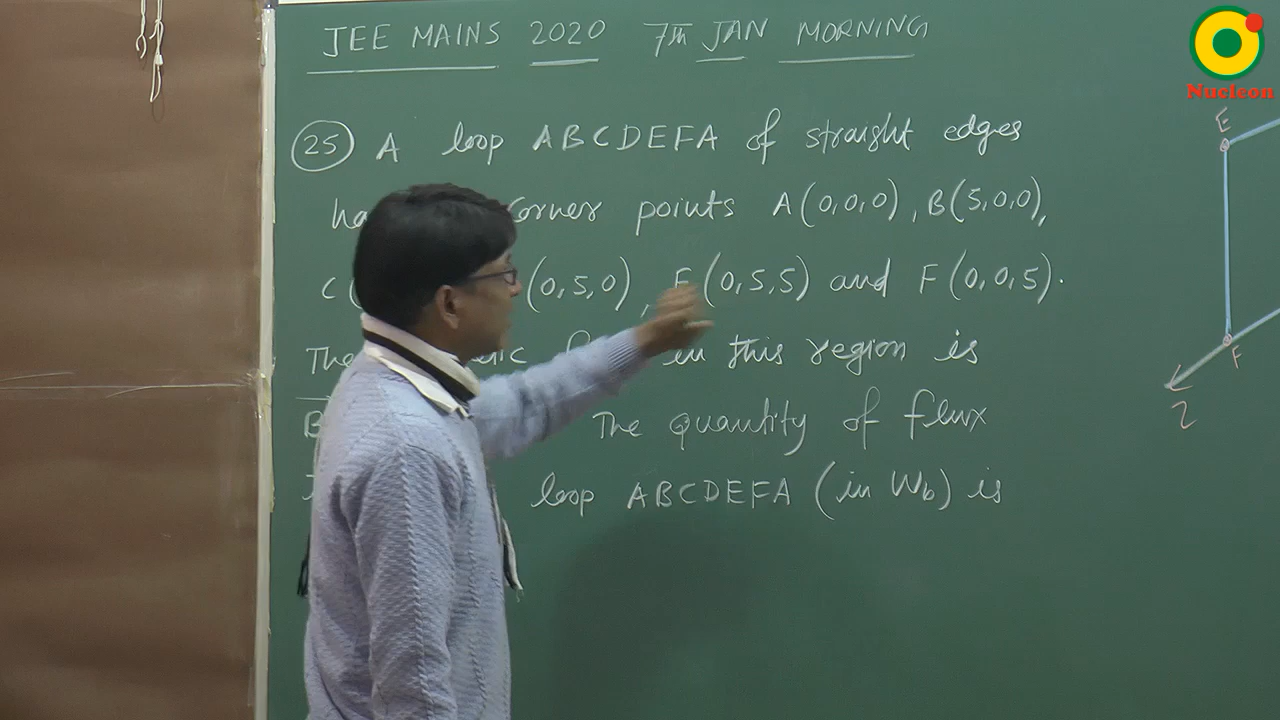 JEE MAINS 2020 7th JAN MORNING
Nucleon
25 A loop ABCDEFA of straight edges
ha corner points A(0,0,0), B(5,0,0),
C ( (0,5,0), E(0,5,5) and F(0,0,5).
The in this region is
B The quantity of flux
loop ABCDEFA (in Wb) is
E
F
Z